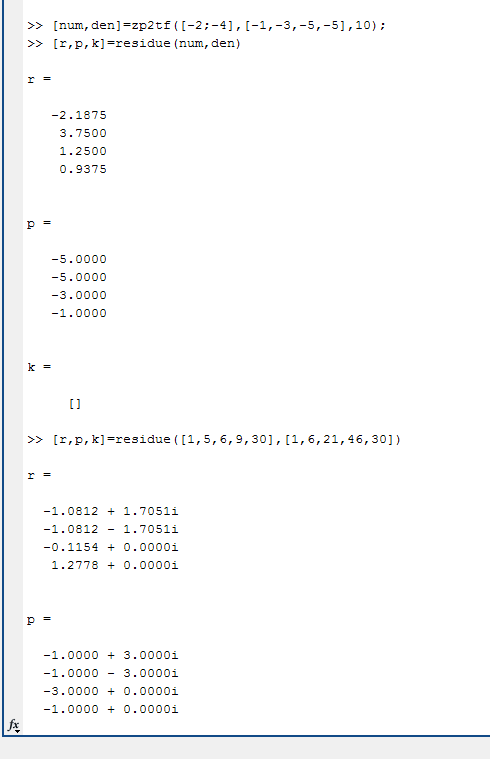 >> [num,den]=zp2tf([-2;-4],[-1,-3,-5,-5],10);
>> [r,p,k]=residue(num,den)
r =
-2.1875
3.7500
1.2500
0.9375
p =
-5.0000
-5.0000
-3.0000
-1.0000
k =
[]
>> [r,p,k]=residue([1,5,6,9,30],[1,6,21,46,30])
r =
-1.0812 + 1.7051i
-1.0812 - 1.7051i
-0.1154 + 0.0000i
1.2778 + 0.0000i
p =
-1.0000 + 3.0000i
-1.0000 - 3.0000i
-3.0000 + 0.0000i
-1.0000 + 0.0000i
fx